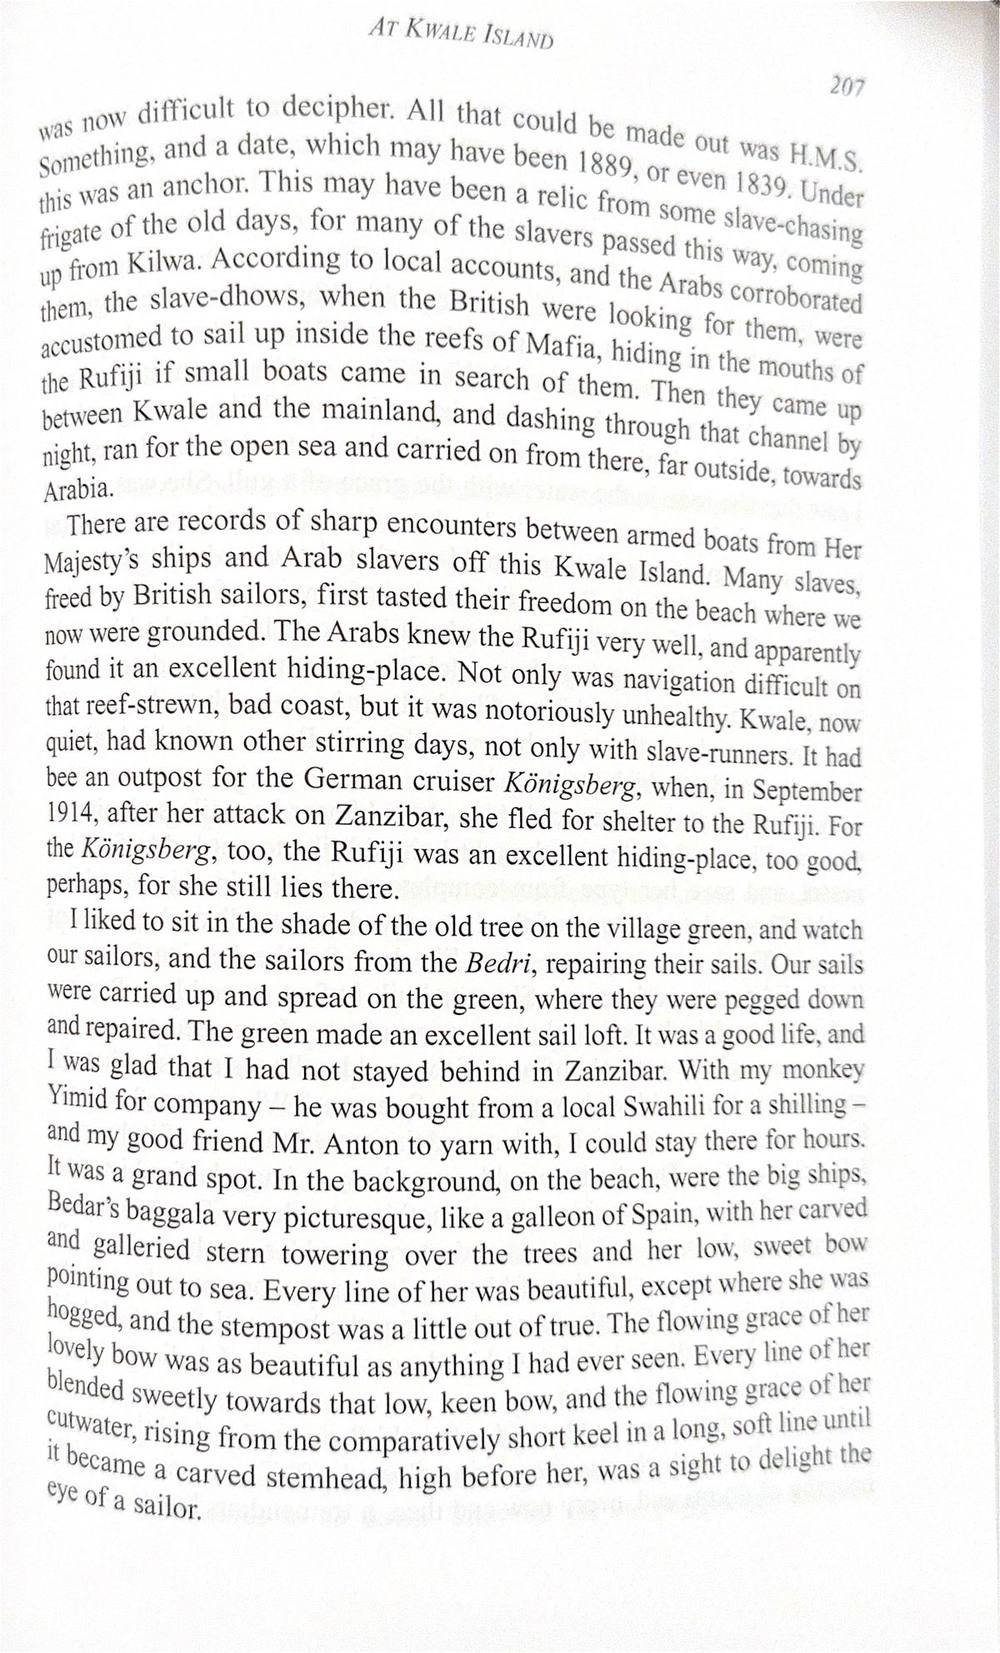 AT KWALE ISLAND
207
was now difficult to decipher. All that could be made out was H.M.S.
Something, and a date, which may have been 1889, or even 1839. Under
this was an anchor. This may have been a relic from some slave-chasing
frigate of the old days, for many of the slavers passed this way, coming
up from Kilwa. According to local accounts, and the Arabs corroborated
them, the slave-dhows, when the British were looking for them, were
accustomed to sail up inside the reefs of Mafia, hiding in the mouths of
the Rufiji if small boats came in search of them. Then they came up
between Kwale and the mainland, and dashing through that channel by
night, ran for the open sea and carried on from there, far outside, towards
Arabia.
There are records of sharp encounters between armed boats from Her
Majesty's ships and Arab slavers off this Kwale Island. Many slaves,
freed by British sailors, first tasted their freedom on the beach where we
now were grounded. The Arabs knew the Rufiji very well, and apparently
found it an excellent hiding-place. Not only was navigation difficult on
that reef-strewn, bad coast, but it was notoriously unhealthy. Kwale, now
quiet, had known other stirring days, not only with slave-runners. It had
bee an outpost for the German cruiser Königsberg, when, in September
1914, after her attack on Zanzibar, she fled for shelter to the Rufiji. For
the Königsberg, too, the Rufiji was an excellent hiding-place, too good,
perhaps, for she still lies there.
I liked to sit in the shade of the old tree on the village green, and watch
our sailors, and the sailors from the Bedri, repairing their sails. Our sails
were carried up and spread on the green, where they were pegged down
and repaired. The green made an excellent sail loft. It was a good life, and
I was glad that I had not stayed behind in Zanzibar. With my monkey
Yimid for company – he was bought from a local Swahili for a shilling –
and my good friend Mr. Anton to yarn with, I could stay there for hours.
It was a grand spot. In the background, on the beach, were the big ships,
Bedar's baggala very picturesque, like a galleon of Spain, with her carved
and galleried stern towering over the trees and her low, sweet bow
pointing out to sea. Every line of her was beautiful, except where she was
hogged, and the stempost was a little out of true. The flowing grace of her
lovely bow was as beautiful as anything I had ever seen. Every line of her
blended sweetly towards that low, keen bow, and the flowing grace of her
cutwater, rising from the comparatively short keel in a long, soft line until
it became a carved stemhead, high before her, was a sight to delight the
eye of a sailor.